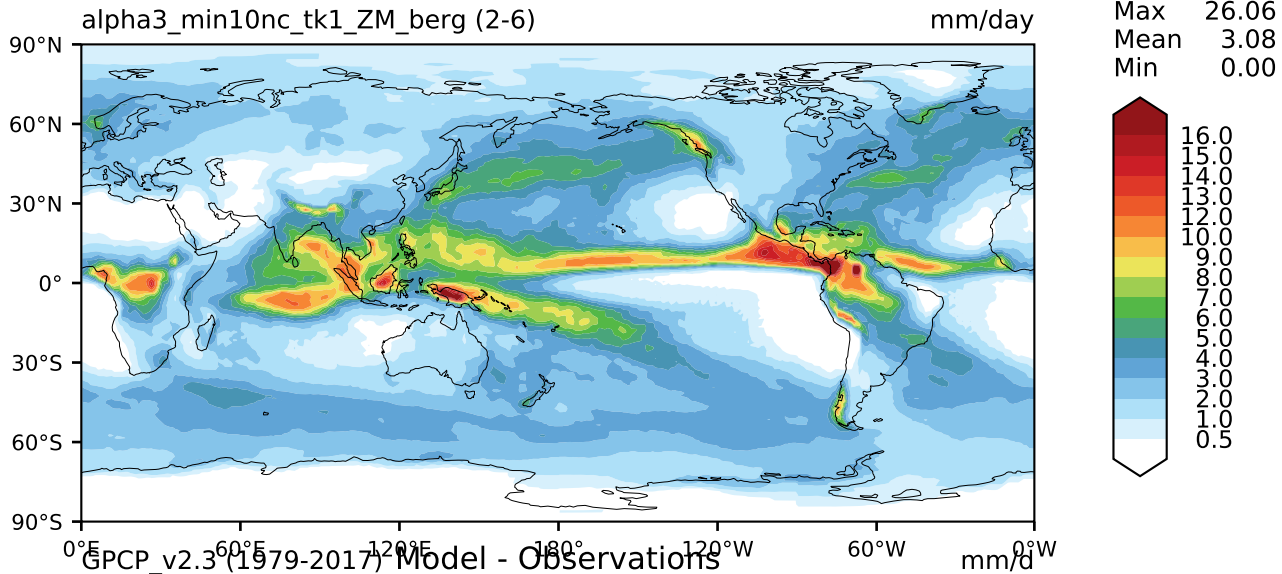 alpha3_min10nc_tk1_ZM_berg (2-6) mm/day
Max 26.06
Mean 3.08
Min 0.00
90°N
60°N
30°N
0°
30°S
60°S
90°S
16.0
15.0
14.0
13.0
12.0
10.0
9.0
8.0
7.0
6.0
5.0
4.0
3.0
2.0
1.0
0.5
0°E 60°E 120°E 180° 120°W 60°W 0°W
GPCP_v2.3 (1979-2017) Model - Observations mm/d